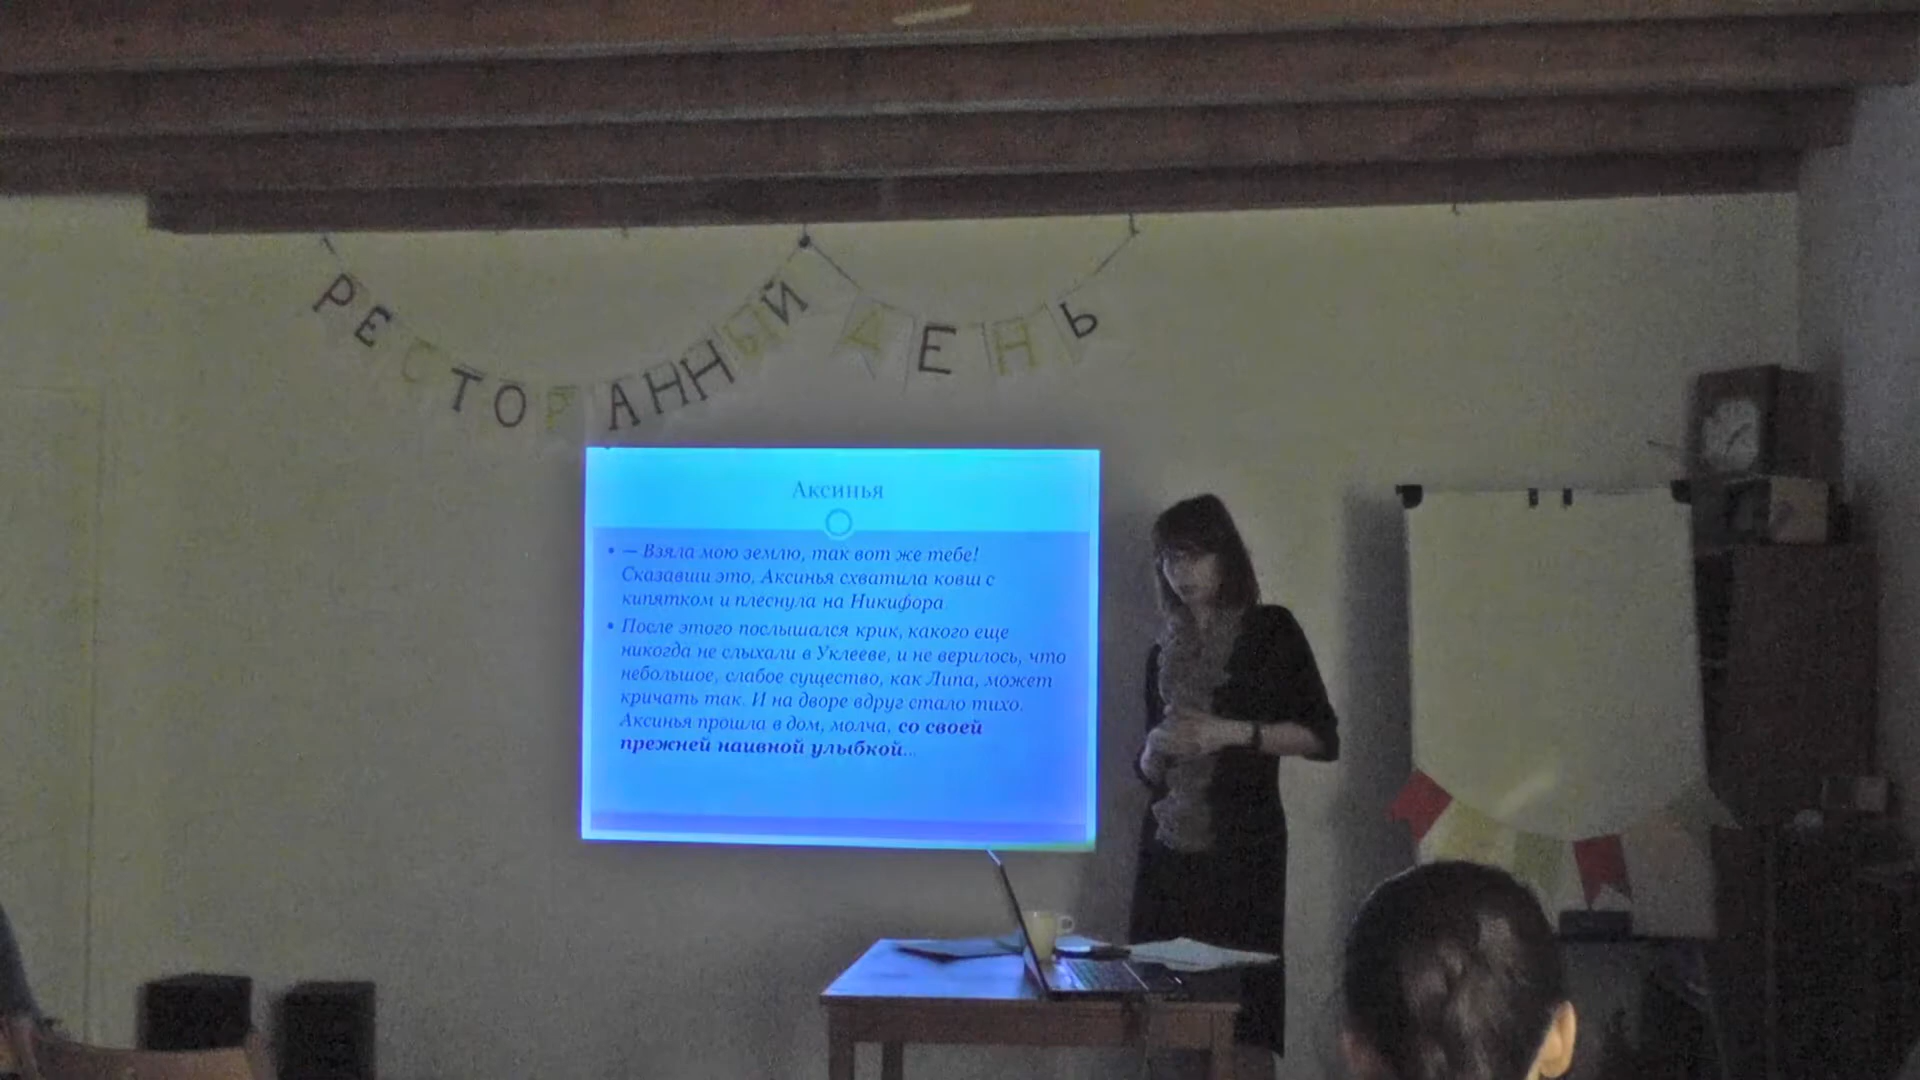 РЕСТОРАННЫЙ ДЕНЬ
Аксинья
• — Взяла мою землю, так вот же тебе!
Сказавши это, Аксинья схватила ковш с
кипятком и плеснула на Никифора.
• После этого послышался крик, какого еще
никогда не слыхали в Уклееве, и не верилось, что
небольшое, слабое существо, как Липа, может
кричать так. И на дворе вдруг стало тихо.
Аксинья прошла в дом, молча, со своей
прежней наивной улыбкой...